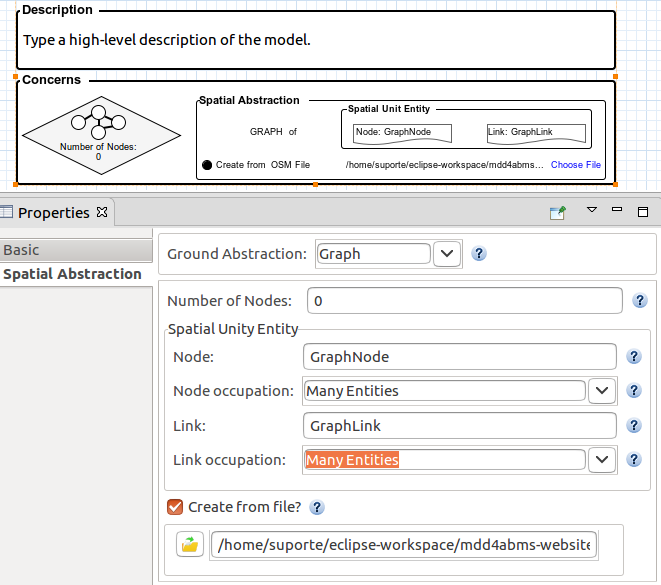 Description
Type a high-level description of the model.
Concerns
Spatial Abstraction
Spatial Unit Entity
GRAPH of
Node: GraphNode
Link: GraphLink
Number of Nodes:
0
Create from OSM File
/home/suporte/eclipse-workspace/mdd4abms...
Choose File
Properties
Basic
Spatial Abstraction
Ground Abstraction: Graph
Number of Nodes: 0
Spatial Unity Entity
Node: GraphNode
Node occupation: Many Entities
Link: GraphLink
Link occupation: Many Entities
Create from file?
/home/suporte/eclipse-workspace/mdd4abms-website